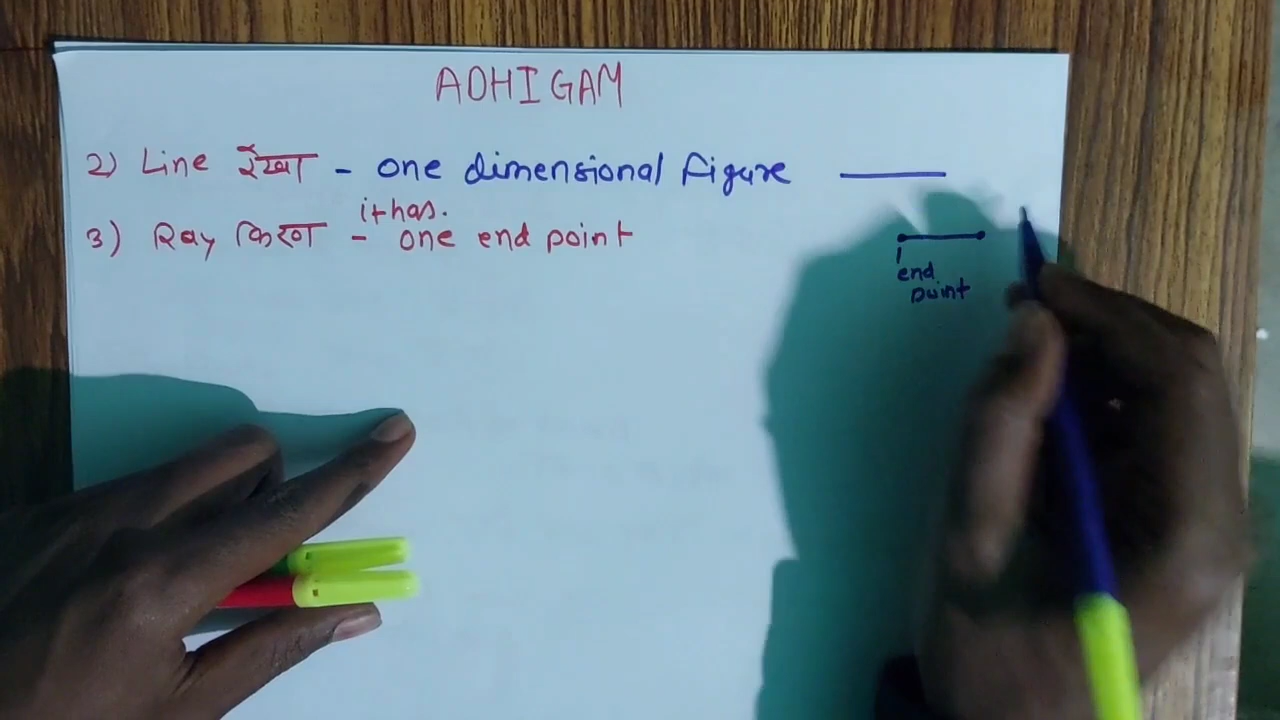 ADHIGAM
2) Line रेखा - one dimensional figure
it has.
3) Ray किरण - one end point
end
point